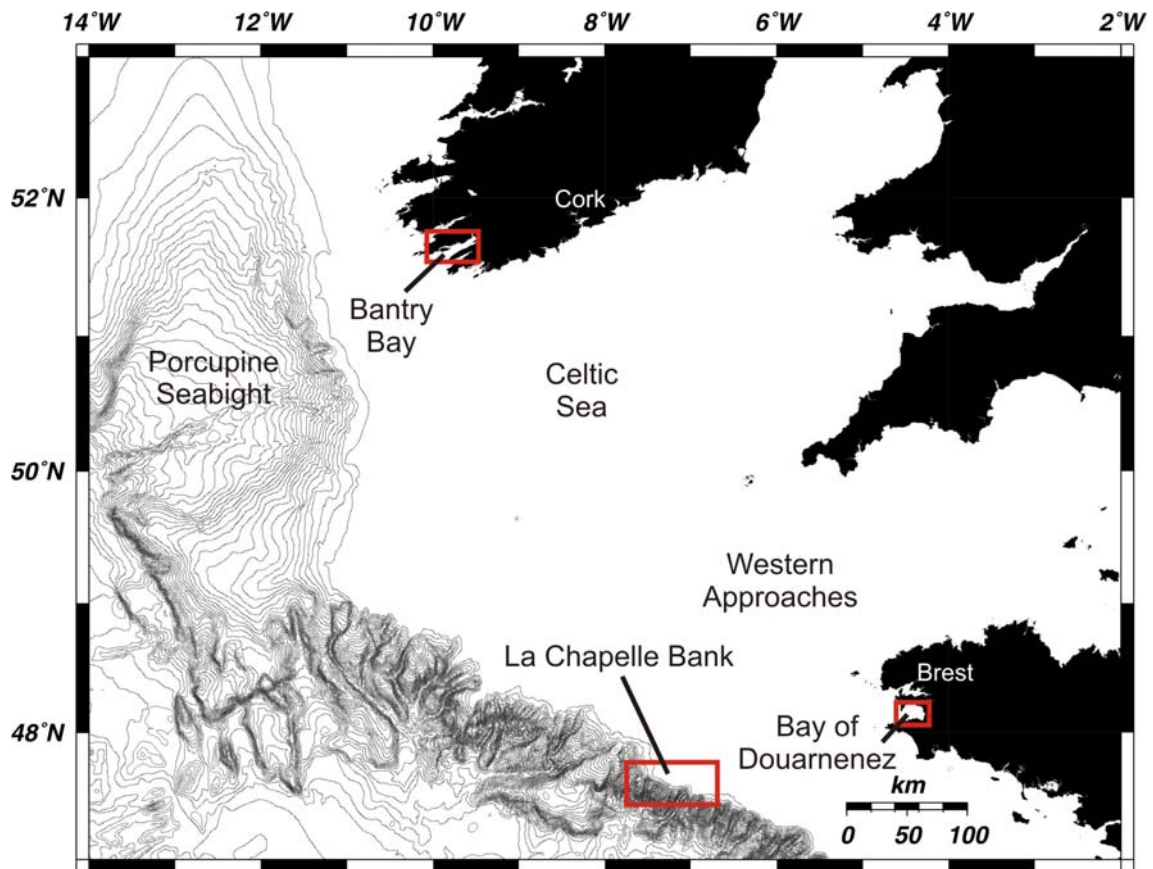 14°W 12°W 10°W 8°W 6°W 4°W 2°W
52°N
Cork
Bantry
Bay
Porcupine
Seabight
Celtic
Sea
50°N
Western
Approaches
La Chapelle Bank
Brest
48°N
Bay of
Douarnenez
km
0 50 100